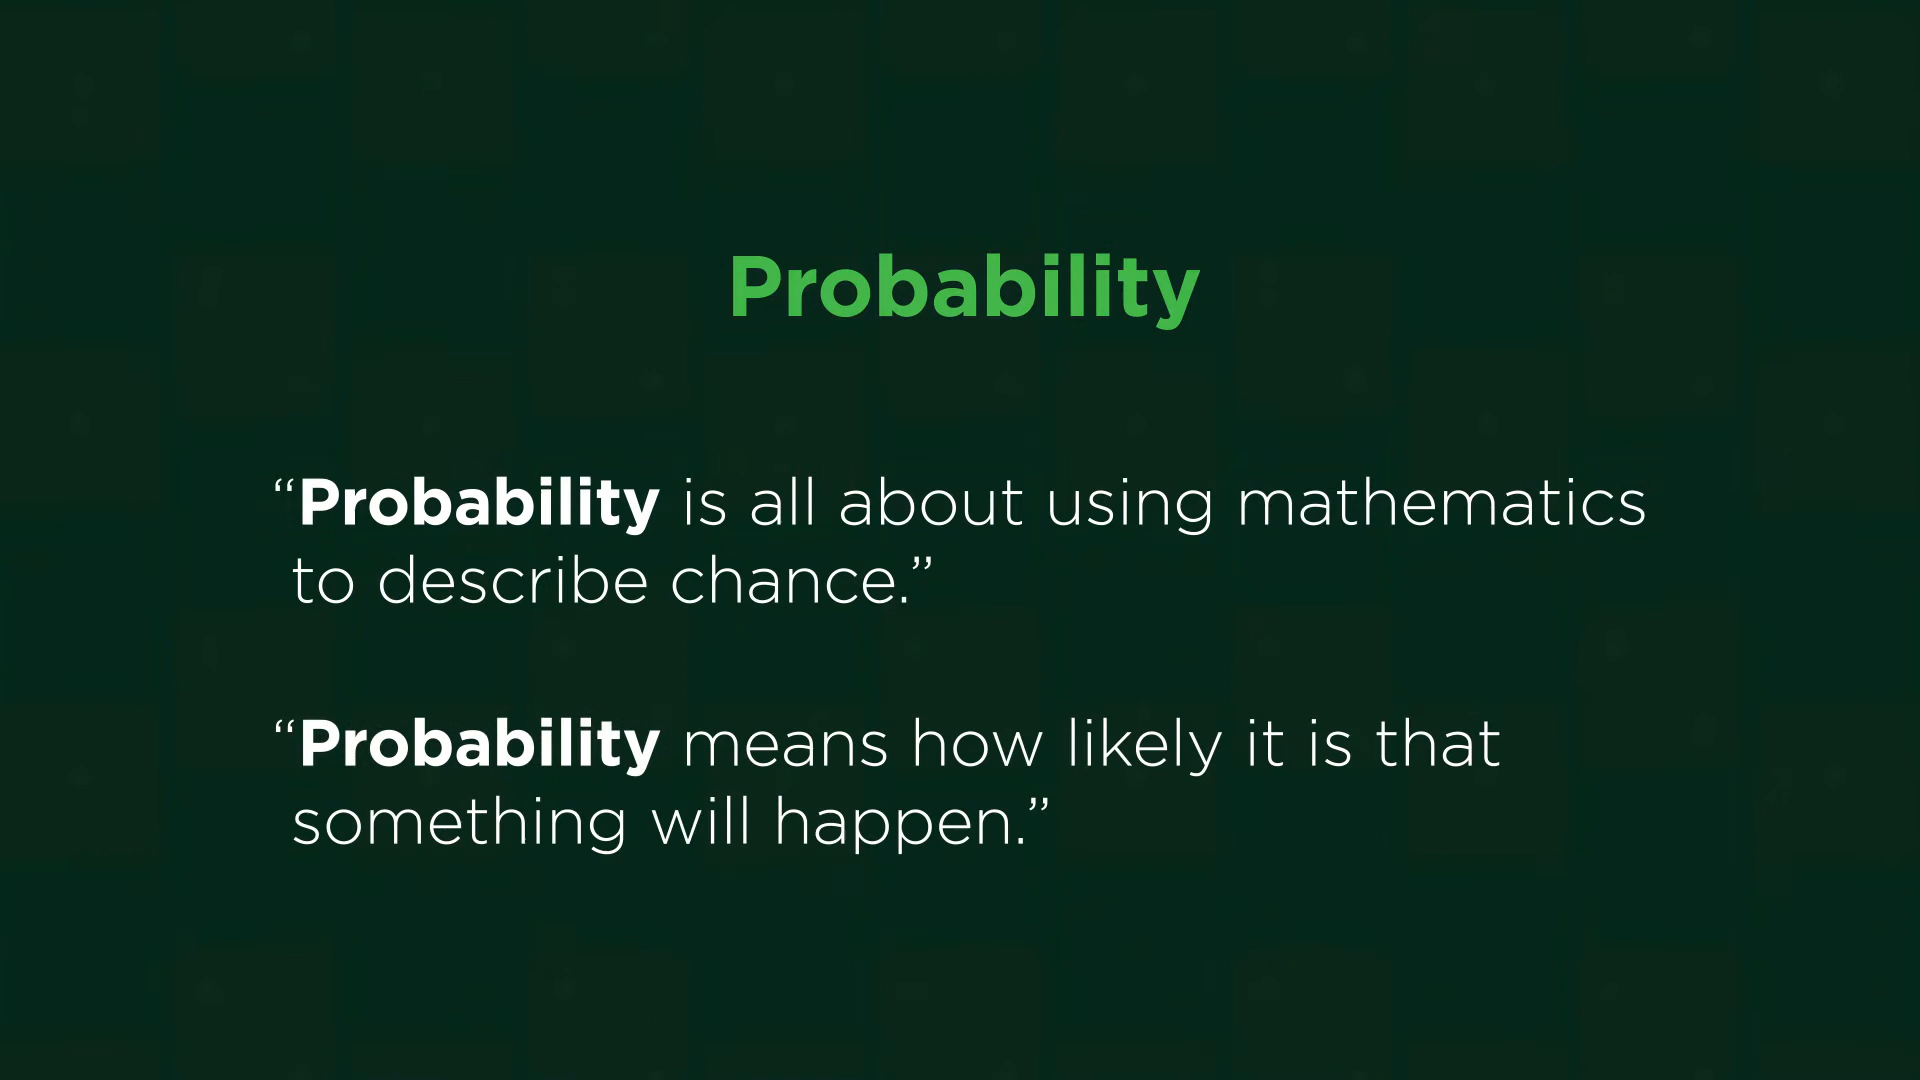 Probability
“Probability is all about using mathematics
to describe chance.”
“Probability means how likely it is that
something will happen.”